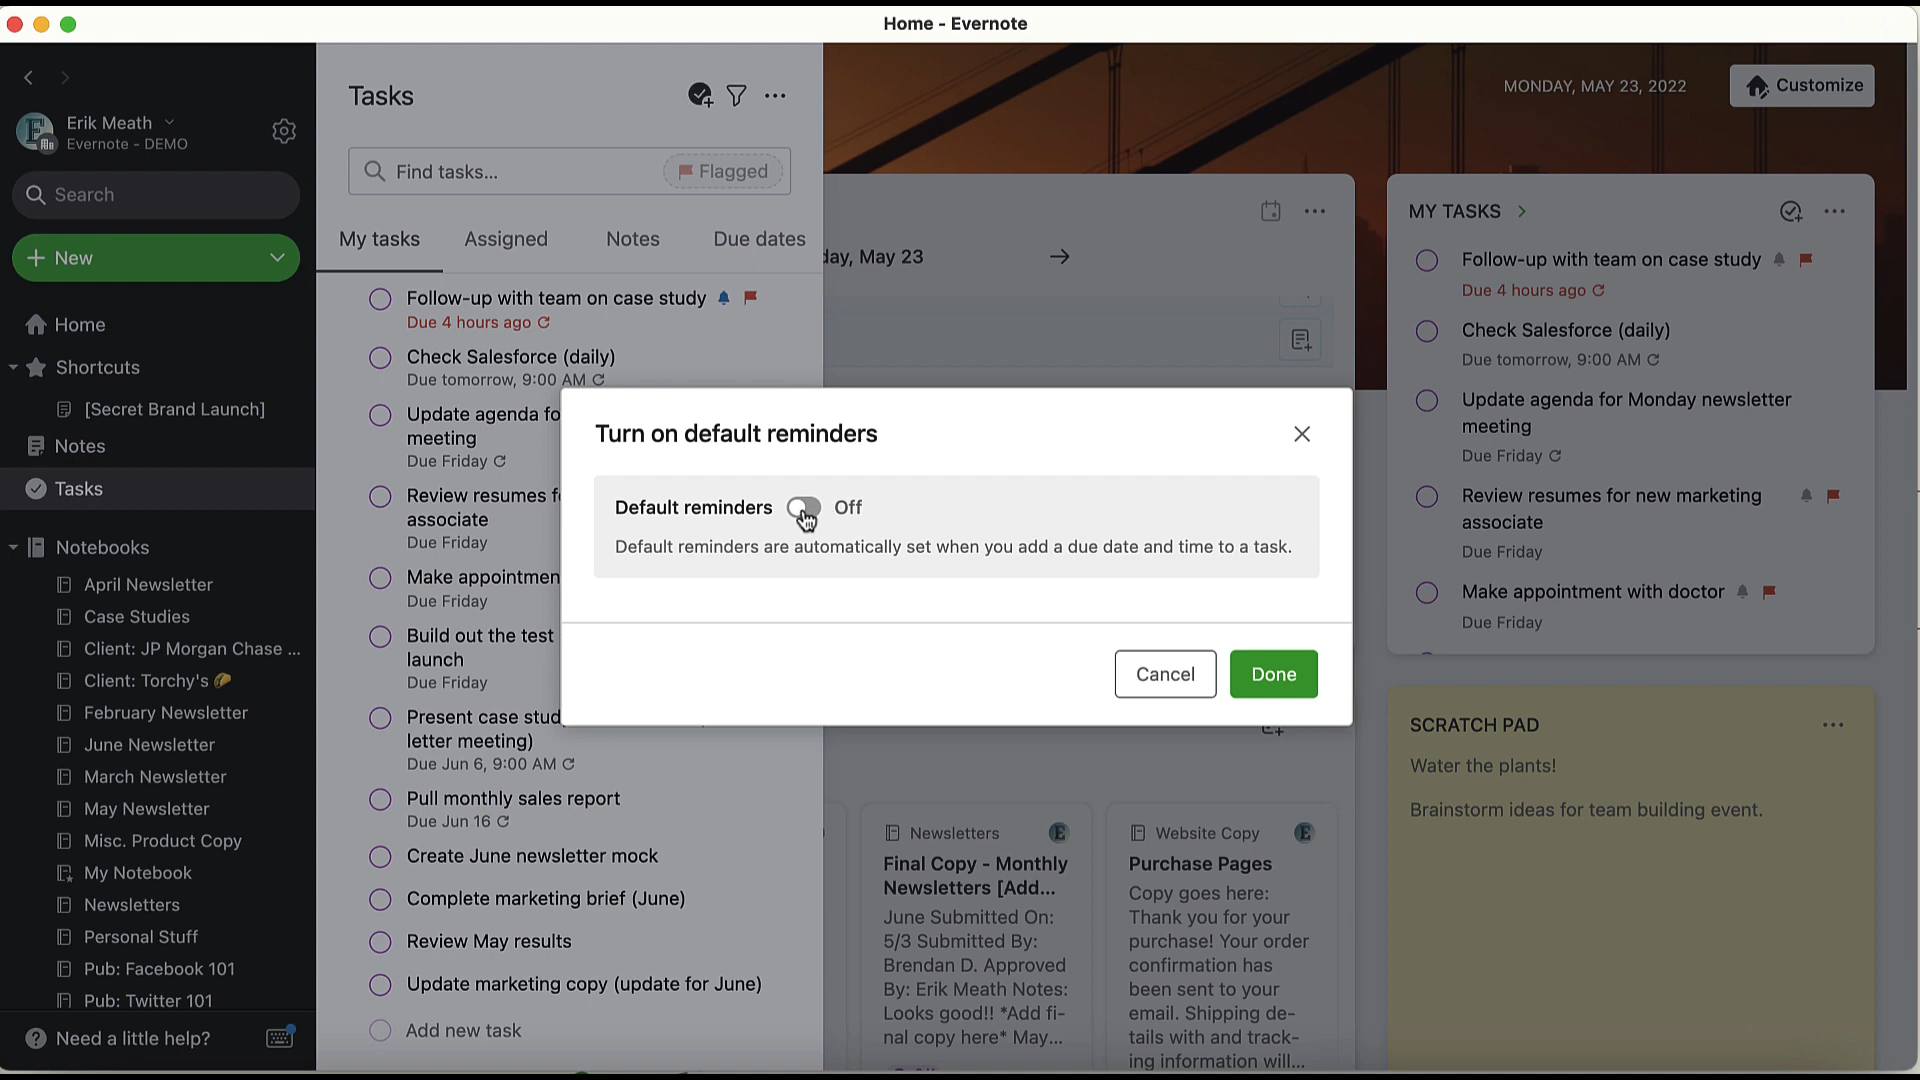 Home - Evernote
Erik Meath
Evernote - DEMO
Search
New
Home
Shortcuts
[Secret Brand Launch]
Notes
Tasks
Notebooks
April Newsletter
Case Studies
Client: JP Morgan Chase ...
Client: Torchy's 🌮
February Newsletter
June Newsletter
March Newsletter
May Newsletter
Misc. Product Copy
My Notebook
Newsletters
Personal Stuff
Pub: Facebook 101
Pub: Twitter 101
Need a little help?
Tasks
Find tasks...
Flagged
My tasks
Assigned
Notes
Due dates
Follow-up with team on case study
Due 4 hours ago
Check Salesforce (daily)
Due tomorrow, 9:00 AM
Update agenda fo
meeting
Due Friday
Review resumes f
associate
Due Friday
Make appointmen
Due Friday
Build out the test
launch
Due Friday
Present case stud
letter meeting)
Due Jun 6, 9:00 AM
Pull monthly sales report
Due Jun 16
Create June newsletter mock
Complete marketing brief (June)
Review May results
Update marketing copy (update for June)
Add new task
day, May 23
Turn on default reminders
Default reminders
Off
Default reminders are automatically set when you add a due date and time to a task.
Cancel
Done
Newsletters
Final Copy - Monthly
Newsletters [Add...
June Submitted On:
5/3 Submitted By:
Brendan D. Approved
By: Erik Meath Notes:
Looks good!! *Add fi-
nal copy here* May...
Website Copy
Purchase Pages
Copy goes here:
Thank you for your
purchase! Your order
confirmation has
been sent to your
email. Shipping de-
tails with and track-
ing information will...
MONDAY, MAY 23, 2022
Customize
MY TASKS
Follow-up with team on case study
Due 4 hours ago
Check Salesforce (daily)
Due tomorrow, 9:00 AM
Update agenda for Monday newsletter
meeting
Due Friday
Review resumes for new marketing
associate
Due Friday
Make appointment with doctor
Due Friday
SCRATCH PAD
Water the plants!
Brainstorm ideas for team building event.